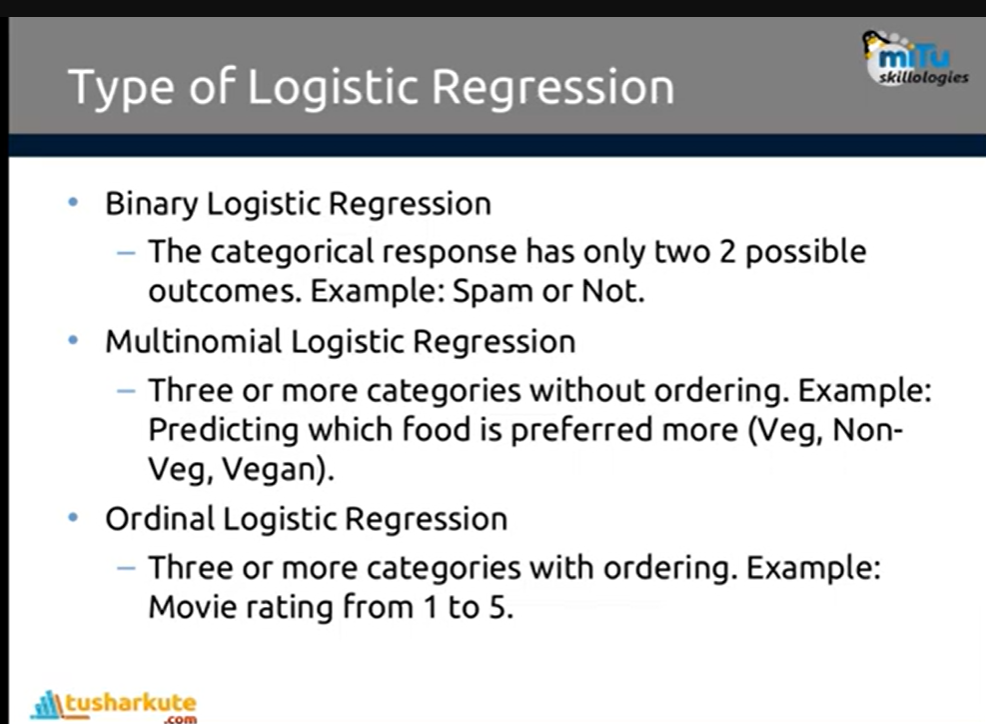 Type of Logistic Regression
miTu
skillologies
• Binary Logistic Regression
– The categorical response has only two 2 possible
outcomes. Example: Spam or Not.
• Multinomial Logistic Regression
– Three or more categories without ordering. Example:
Predicting which food is preferred more (Veg, Non-
Veg, Vegan).
• Ordinal Logistic Regression
– Three or more categories with ordering. Example:
Movie rating from 1 to 5.
tusharkute
.com